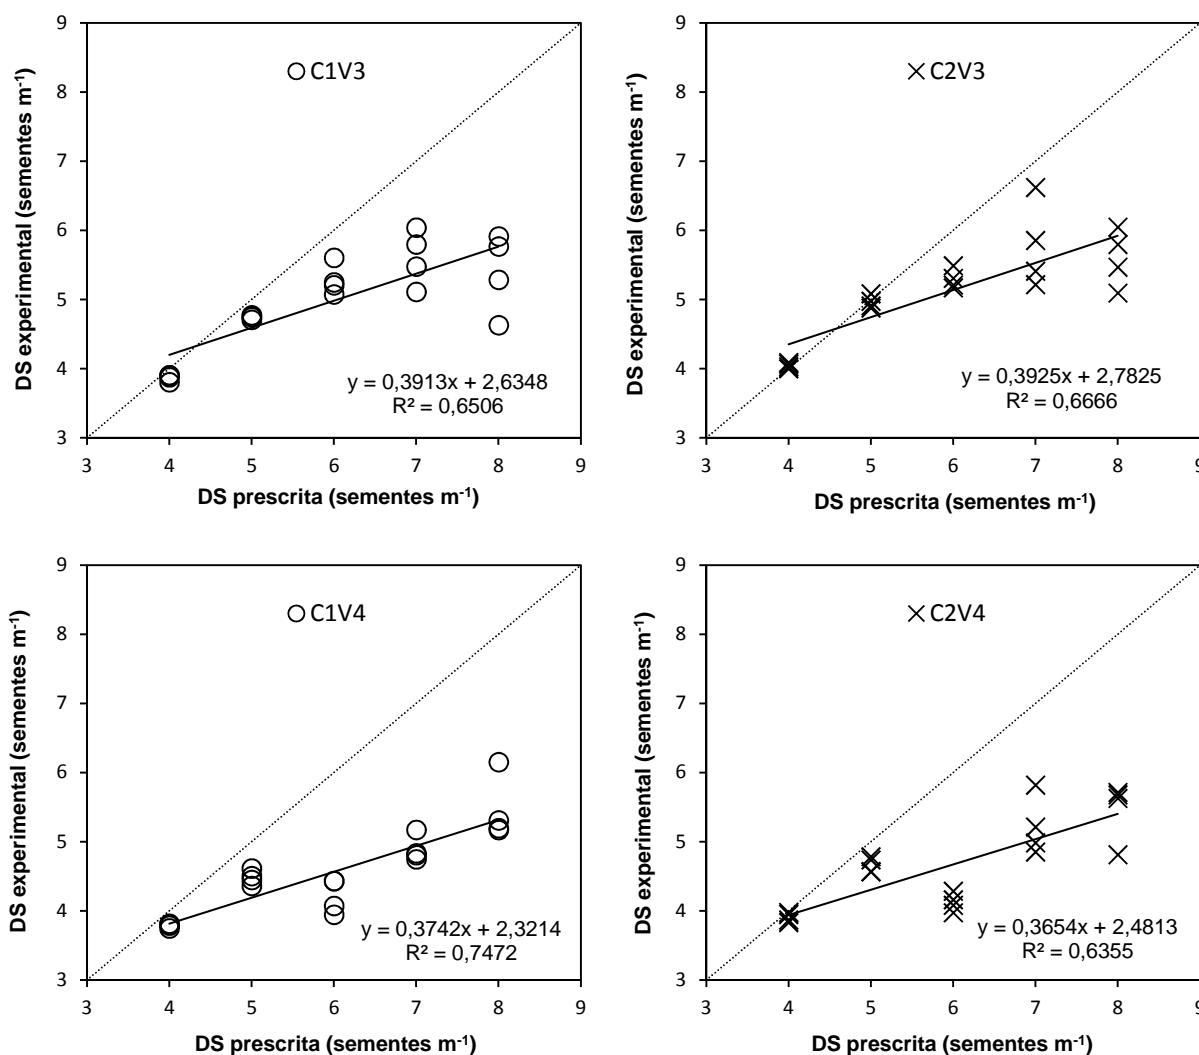 9
8
7
6
5
4
3
DS experimental (sementes m⁻¹)
C1V3
y = 0,3913x + 2,6348
R² = 0,6506
3 4 5 6 7 8 9
DS prescrita (sementes m⁻¹)
9
8
7
6
5
4
3
DS experimental (sementes m⁻¹)
C2V3
y = 0,3925x + 2,7825
R² = 0,6666
3 4 5 6 7 8 9
DS prescrita (sementes m⁻¹)
9
8
7
6
5
4
3
DS experimental (sementes m⁻¹)
C1V4
y = 0,3742x + 2,3214
R² = 0,7472
3 4 5 6 7 8 9
DS prescrita (sementes m⁻¹)
9
8
7
6
5
4
3
DS experimental (sementes m⁻¹)
C2V4
y = 0,3654x + 2,4813
R² = 0,6355
3 4 5 6 7 8 9
DS prescrita (sementes m⁻¹)